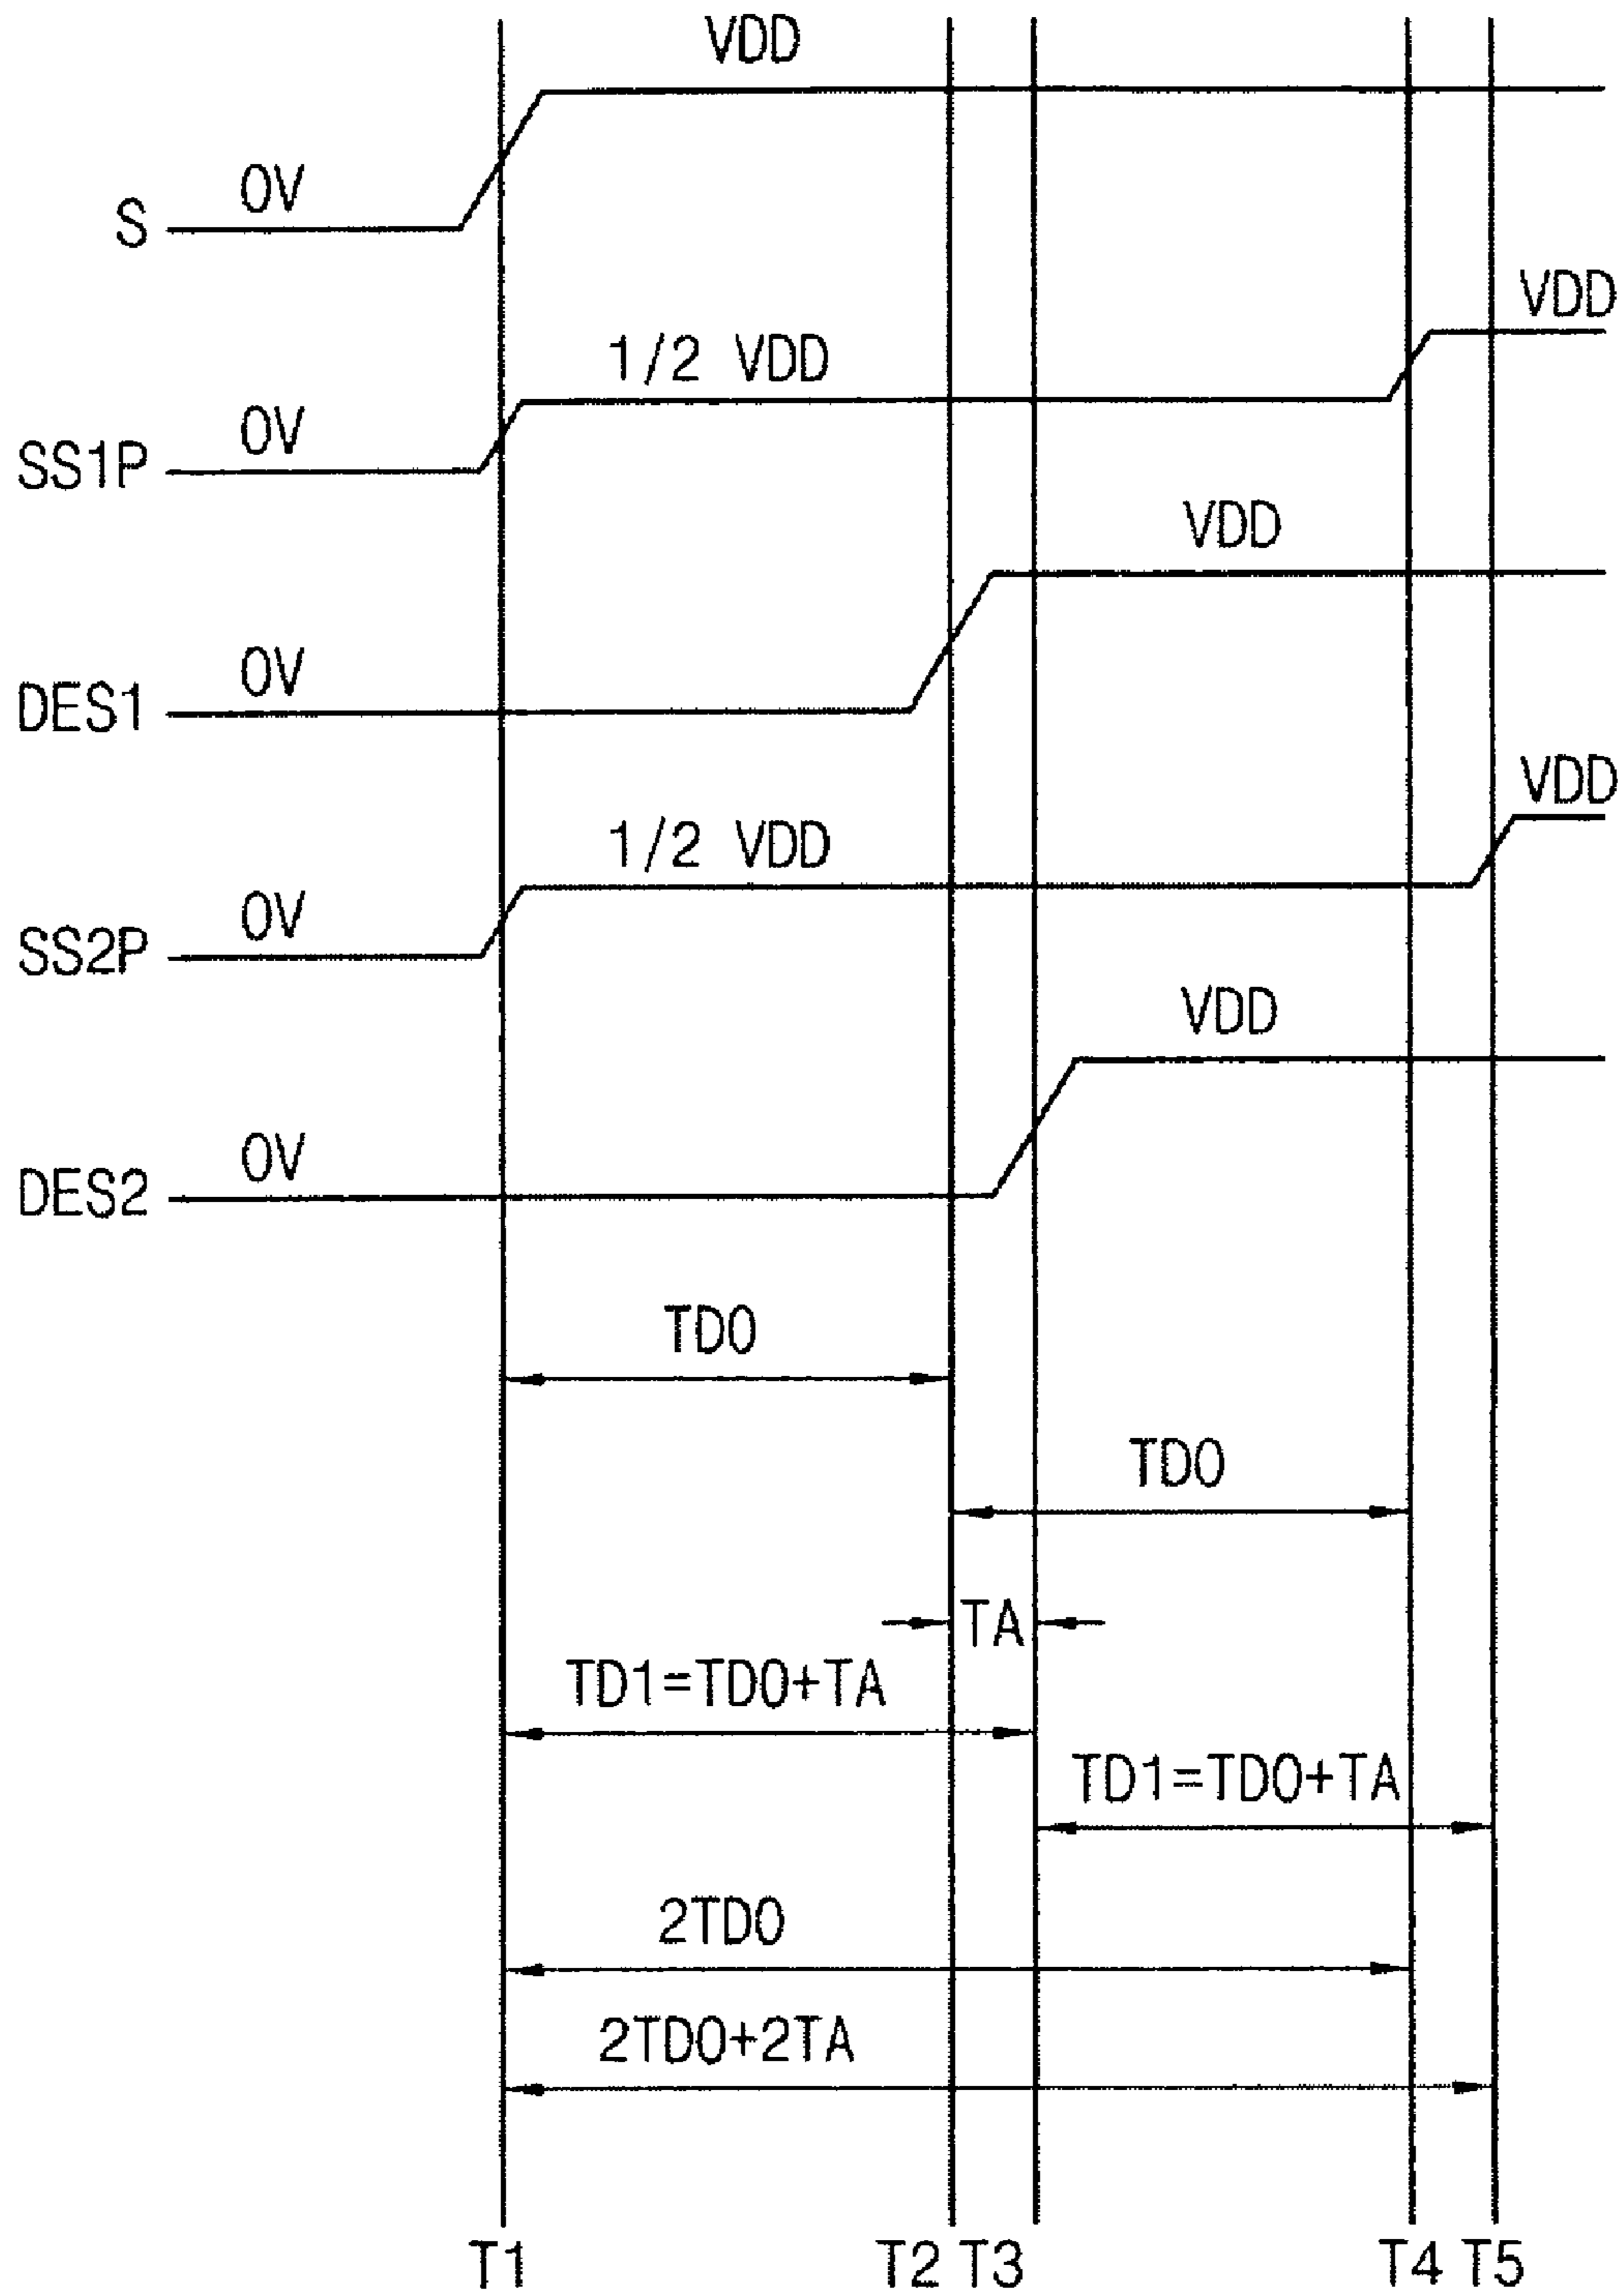 VDD
0V
S
VDD
1/2 VDD
0V
SS1P
VDD
0V
DES1
VDD
1/2 VDD
0V
SS2P
VDD
0V
DES2
TD0
TD0
TA
TD1=TD0+TA
TD1=TD0+TA
2TD0
2TD0+2TA
T1 T2 T3 T4 T5